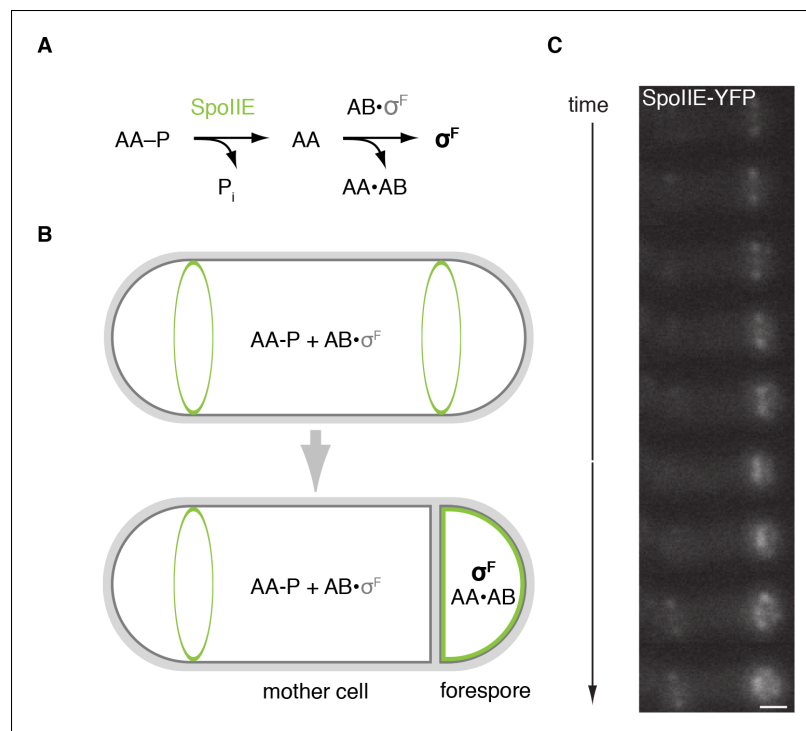 A
SpoIIE
AB•σF
AA–P
AA
σF
Pi
AA•AB
B
AA-P + AB•σF
AA-P + AB•σF
σF
AA•AB
mother cell
forespore
C
time
SpoIIE-YFP